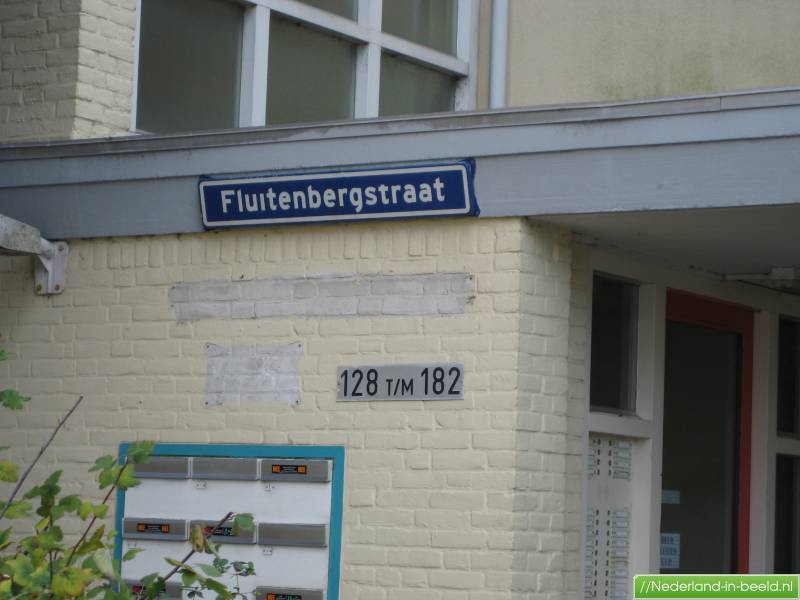 Fluitenbergstraat
128 T/M 182
//Nederland-in-beeld.nl